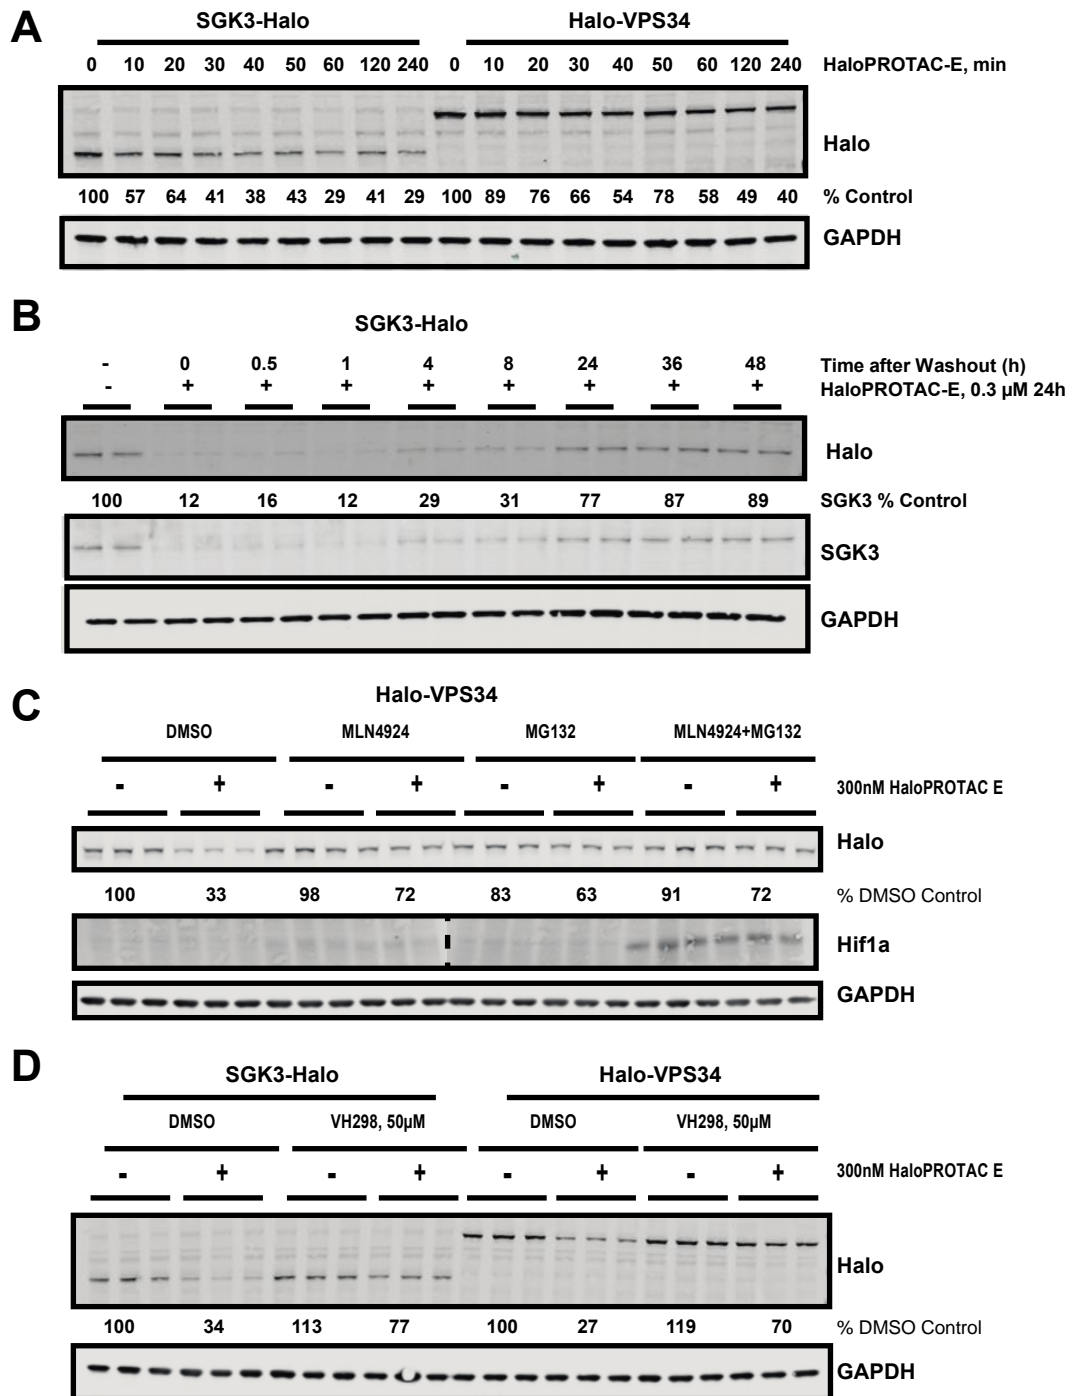 A
SGK3-Halo Halo-VPS34
0 10 20 30 40 50 60 120 240 0 10 20 30 40 50 60 120 240 HaloPROTAC-E, min
Halo
100 57 64 41 38 43 29 41 29 100 89 76 66 54 78 58 49 40 % Control
GAPDH
B
SGK3-Halo
- 0 0.5 1 4 8 24 36 48 Time after Washout (h)
- + + + + + + + + HaloPROTAC-E, 0.3 µM 24h
Halo
100 12 16 12 29 31 77 87 89 SGK3 % Control
SGK3
GAPDH
C
Halo-VPS34
DMSO MLN4924 MG132 MLN4924+MG132
- + - + - + - + 300nM HaloPROTAC E
Halo
100 33 98 72 83 63 91 72 % DMSO Control
Hif1a
GAPDH
D
SGK3-Halo Halo-VPS34
DMSO VH298, 50µM DMSO VH298, 50µM
- + - + - + - + 300nM HaloPROTAC E
Halo
100 34 113 77 100 27 119 70 % DMSO Control
GAPDH